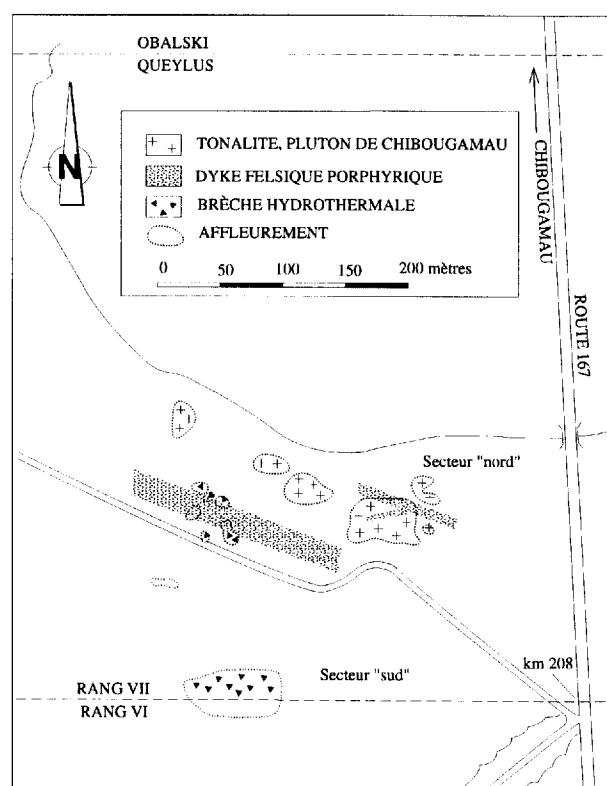 OBALSKI
QUEYLUS
N
TONALITE, PLUTON DE CHIBOUGAMAU
DYKE FELSIQUE PORPHYRIQUE
BRÈCHE HYDROTHERMALE
AFFLEUREMENT
0 50 100 150 200 mètres
CHIBOUGAMAU
ROUTE 167
Secteur "nord"
km 208
Secteur "sud"
RANG VII
RANG VI